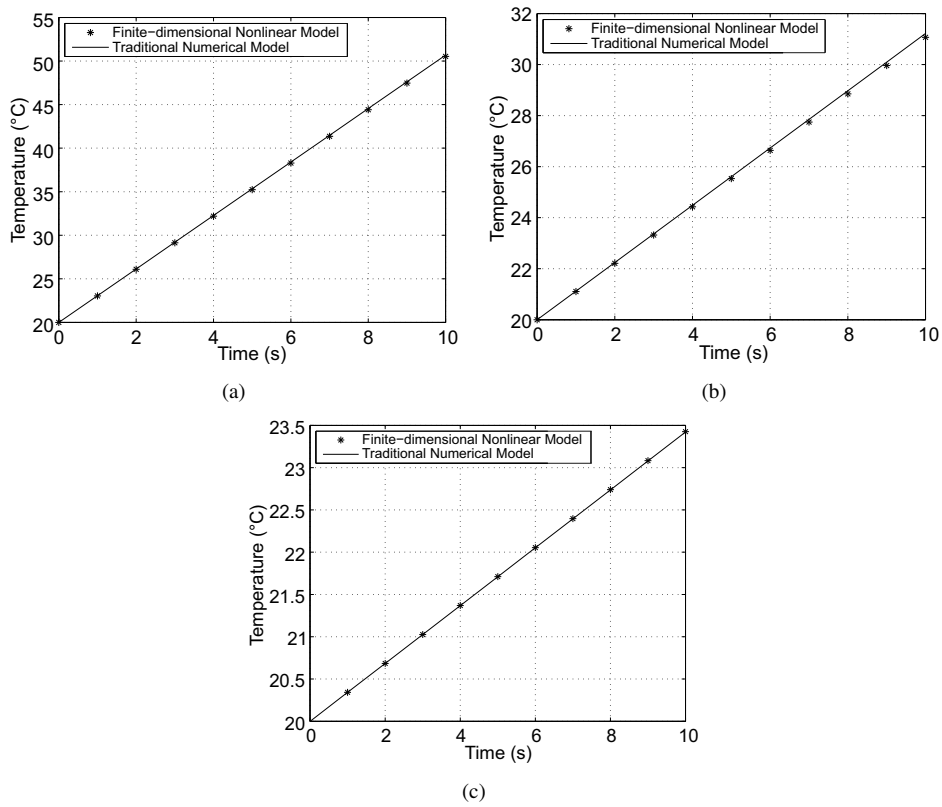 55
50
45
40
35
30
25
20
Temperature (°C)
Finite−dimensional Nonlinear Model
Traditional Numerical Model
0 2 4 6 8 10
Time (s)
(a)
32
30
28
26
24
22
20
Temperature (°C)
Finite−dimensional Nonlinear Model
Traditional Numerical Model
0 2 4 6 8 10
Time (s)
(b)
23.5
23
22.5
22
21.5
21
20.5
20
Temperature (°C)
Finite−dimensional Nonlinear Model
Traditional Numerical Model
0 2 4 6 8 10
Time (s)
(c)